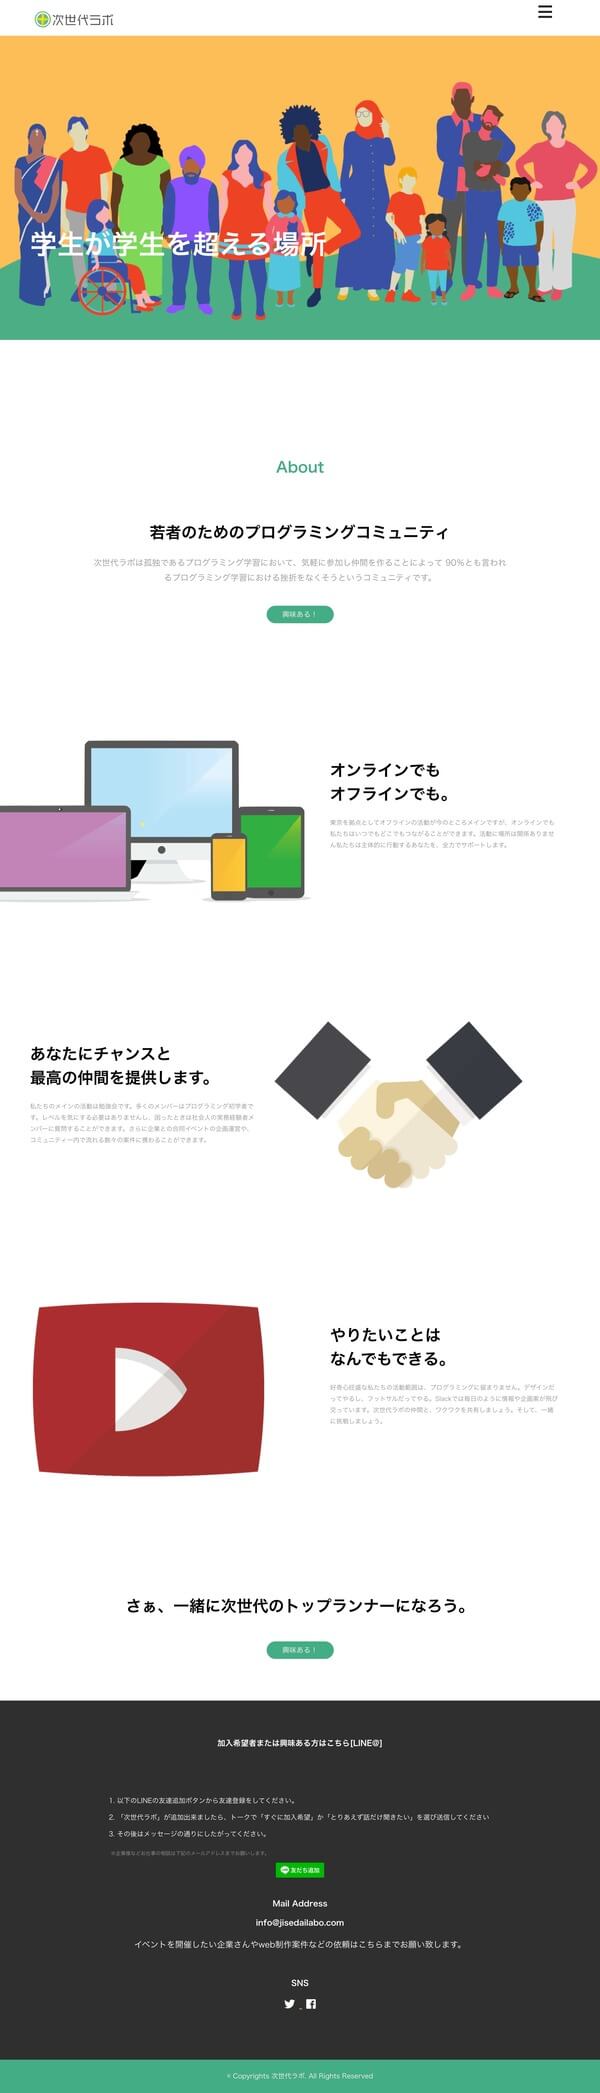 次世代ラボ
学生が学生を超える場所
About
若者のためのプログラミングコミュニティ
次世代ラボは孤独であるプログラミング学習において、気軽に参加し仲間を作ることによって 90%とも言われ
るプログラミング学習における挫折をなくそうというコミュニティです。
興味ある！
オンラインでも
オフラインでも。
東京を拠点としてオフラインの活動が今のところメインですが、オンラインでも
私たちはいつでもどこでもつながることができます。活動に場所は関係ありませ
ん私たちは主体的に行動するあなたを、全力でサポートします。
あなたにチャンスと
最高の仲間を提供します。
私たちのメインの活動は勉強会です。多くのメンバーはプログラミング初学者で
す。レベルを気にする必要はありませんし、困ったときは社会人の実務経験者メ
ンバーに質問することができます。さらに企業との合同イベントの企画運営や、
コミュニティー内で流れる数々の案件に携わることができます。
やりたいことは
なんでもできる。
好奇心旺盛な私たちの活動範囲は、プログラミングに留まりません。デザインだ
ってやるし、フットサルだってやる。Slackでは毎日のように情報や企画案が飛び
交っています。次世代ラボの仲間と、ワクワクを共有しましょう。そして、一緒
に挑戦しましょう。
さぁ、一緒に次世代のトップランナーになろう。
興味ある！
加入希望者または興味ある方はこちら[LINE@]
1. 以下のLINEの友達追加ボタンから友達登録をしてください。
2. 「次世代ラボ」が追加出来ましたら、トークで「すぐに加入希望」か「とりあえず話だけ聞きたい」を選び送信してください
3. その後はメッセージの通りにしたがってください。
※企業様などお仕事の相談は下記のメールアドレスまでお願いします。
友だち追加
Mail Address
info@jisedailabo.com
イベントを開催したい企業さんやweb制作案件などの依頼はこちらまでお願い致します。
SNS
© Copyrights 次世代ラボ. All Rights Reserved